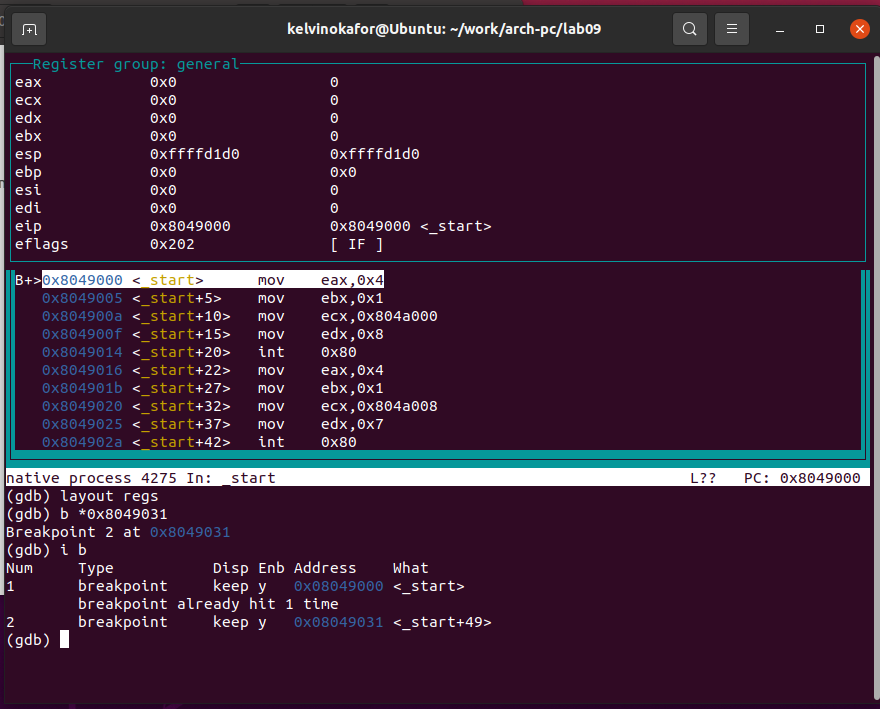 kelvinokafor@Ubuntu: ~/work/arch-pc/lab09
Register group: general
eax 0x0 0
ecx 0x0 0
edx 0x0 0
ebx 0x0 0
esp 0xffffd1d0 0xffffd1d0
ebp 0x0 0x0
esi 0x0 0
edi 0x0 0
eip 0x8049000 0x8049000 <_start>
eflags 0x202 [ IF ]
B+>0x8049000 <_start> mov eax,0x4
0x8049005 <_start+5> mov ebx,0x1
0x804900a <_start+10> mov ecx,0x804a000
0x804900f <_start+15> mov edx,0x8
0x8049014 <_start+20> int 0x80
0x8049016 <_start+22> mov eax,0x4
0x804901b <_start+27> mov ebx,0x1
0x8049020 <_start+32> mov ecx,0x804a008
0x8049025 <_start+37> mov edx,0x7
0x804902a <_start+42> int 0x80
native process 4275 In: _start L?? PC: 0x8049000
(gdb) layout regs
(gdb) b *0x8049031
Breakpoint 2 at 0x8049031
(gdb) i b
Num Type Disp Enb Address What
1 breakpoint keep y 0x08049000 <_start>
breakpoint already hit 1 time
2 breakpoint keep y 0x08049031 <_start+49>
(gdb)